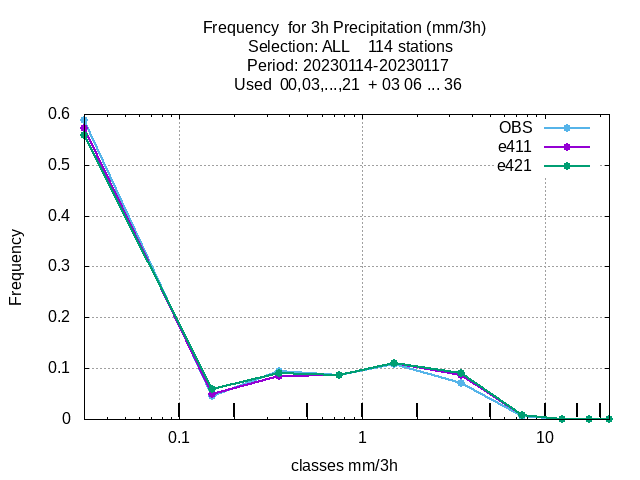 Frequency  for 3h Precipitation (mm/3h)
Selection: ALL    114 stations
Period: 20230114-20230117
Used  00,03,...,21  + 03 06 ... 36
OBS
e411
e421
0.6
0.5
0.4
0.3
0.2
0.1
0
Frequency
0.1 1 10
classes mm/3h